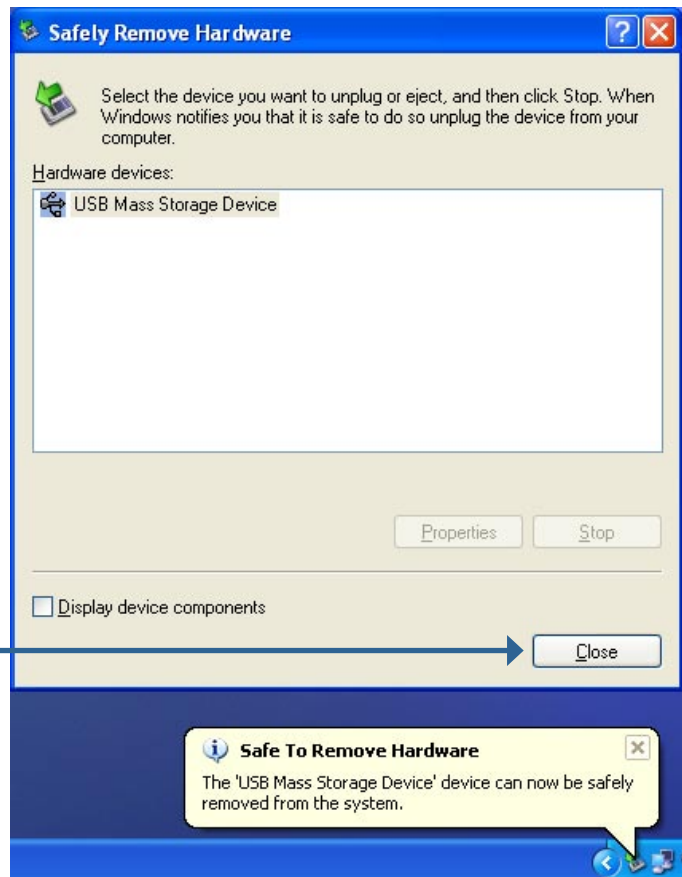 Safely Remove Hardware
Select the device you want to unplug or eject, and then click Stop. When
Windows notifies you that it is safe to do so unplug the device from your
computer.
Hardware devices:
USB Mass Storage Device
Properties Stop
Display device components
Close
Safe To Remove Hardware
The 'USB Mass Storage Device' device can now be safely
removed from the system.